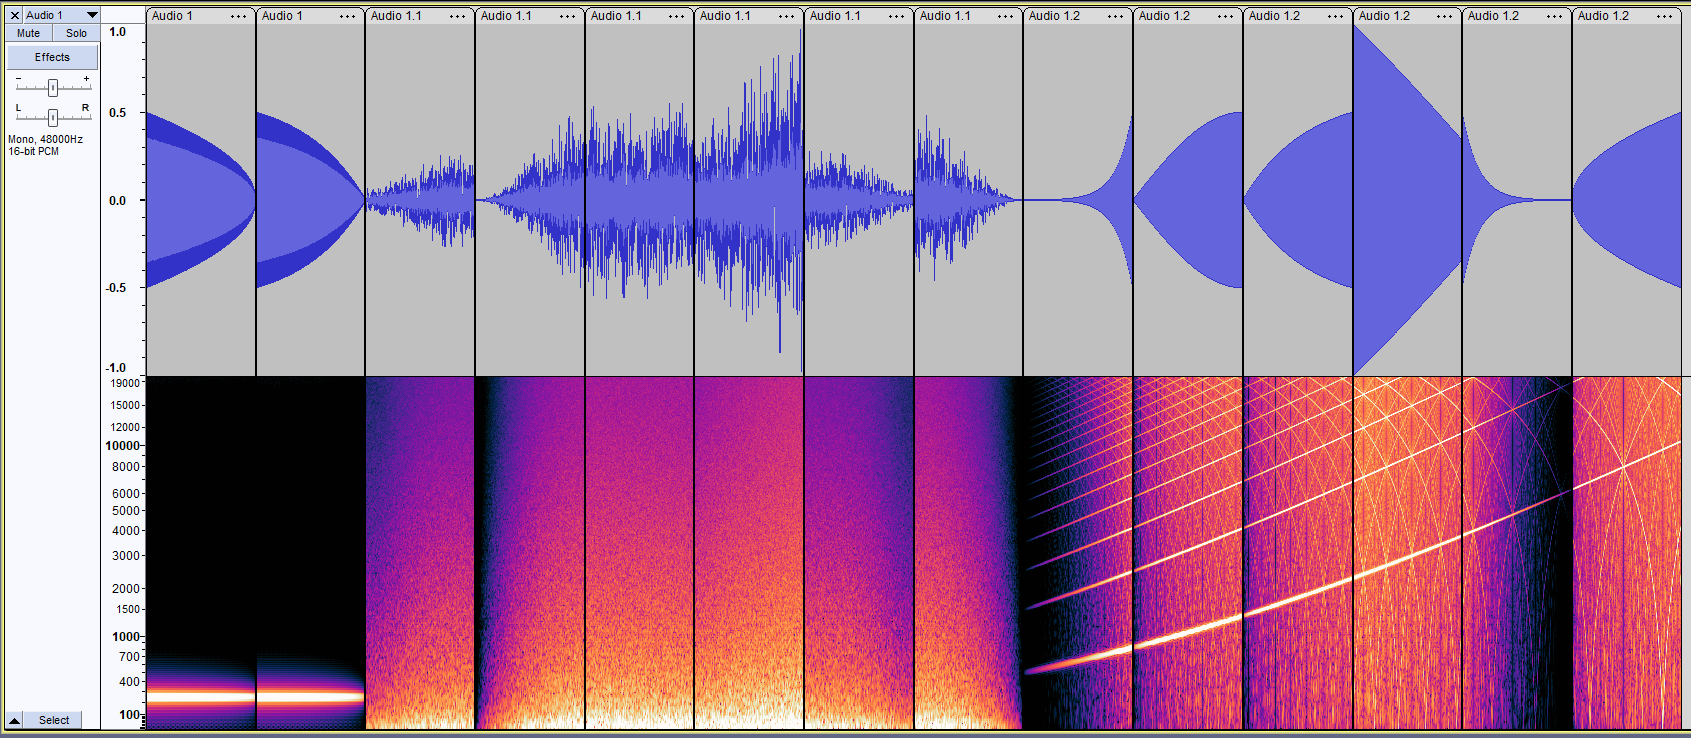 × Audio 1 ▼
Mute Solo
Effects
- +
L R
Mono, 48000Hz
16-bit PCM
▲ Select
Audio 1 ...
Audio 1 ...
Audio 1.1 ...
Audio 1.1 ...
Audio 1.1 ...
Audio 1.1 ...
Audio 1.1 ...
Audio 1.1 ...
Audio 1.2 ...
Audio 1.2 ...
Audio 1.2 ...
Audio 1.2 ...
Audio 1.2 ...
Audio 1.2 ...
1.0
0.5
0.0
-0.5
-1.0
19000
15000
12000
10000
8000
6000
5000
4000
3000
2000
1500
1000
700
400
100